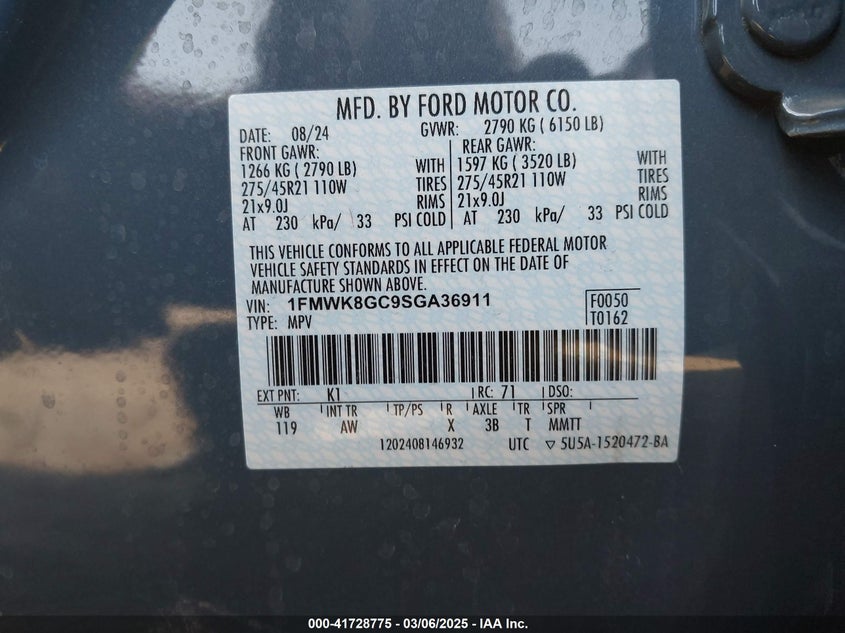 MFD. BY FORD MOTOR CO.
DATE: 08/24 GVWR: 2790 KG ( 6150 LB)
FRONT GAWR: REAR GAWR:
1266 KG ( 2790 LB) WITH 1597 KG ( 3520 LB) WITH
275/45R21 110W TIRES 275/45R21 110W TIRES
21x9.0J RIMS 21x9.0J RIMS
AT 230 kPa/ 33 PSI COLD AT 230 kPa/ 33 PSI COLD
THIS VEHICLE CONFORMS TO ALL APPLICABLE FEDERAL MOTOR
VEHICLE SAFETY STANDARDS IN EFFECT ON THE DATE OF
MANUFACTURE SHOWN ABOVE.
VIN: 1FMWK8GC9SGA36911 F0050
TYPE: MPV T0162
EXT PNT: K1 RC: 71 DSO:
WB INT TR TP/PS R AXLE TR SPR
119 AW X 3B T MMTT
1202408146932 UTC ▽ 5U5A-1520472-BA
000-41728775 - 03/06/2025 - IAA Inc.